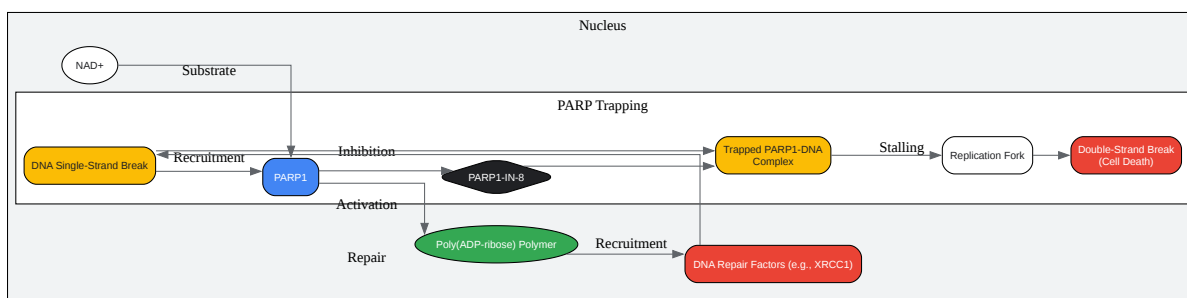 Nucleus
NAD+
Substrate
PARP Trapping
DNA Single-Strand Break
Recruitment
PARP1
Inhibition
PARP1-IN-8
Trapped PARP1-DNA
Complex
Stalling
Replication Fork
Double-Strand Break
(Cell Death)
Activation
Poly(ADP-ribose) Polymer
Repair
Recruitment
DNA Repair Factors (e.g., XRCC1)